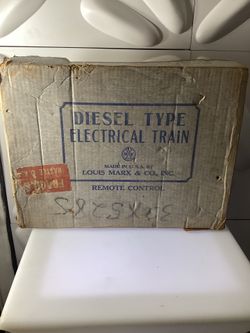 DIESEL TYPE
ELECTRICAL TRAIN
MADE IN U.S.A. BY
LOUIS MARX & CO., INC.
REMOTE CONTROL